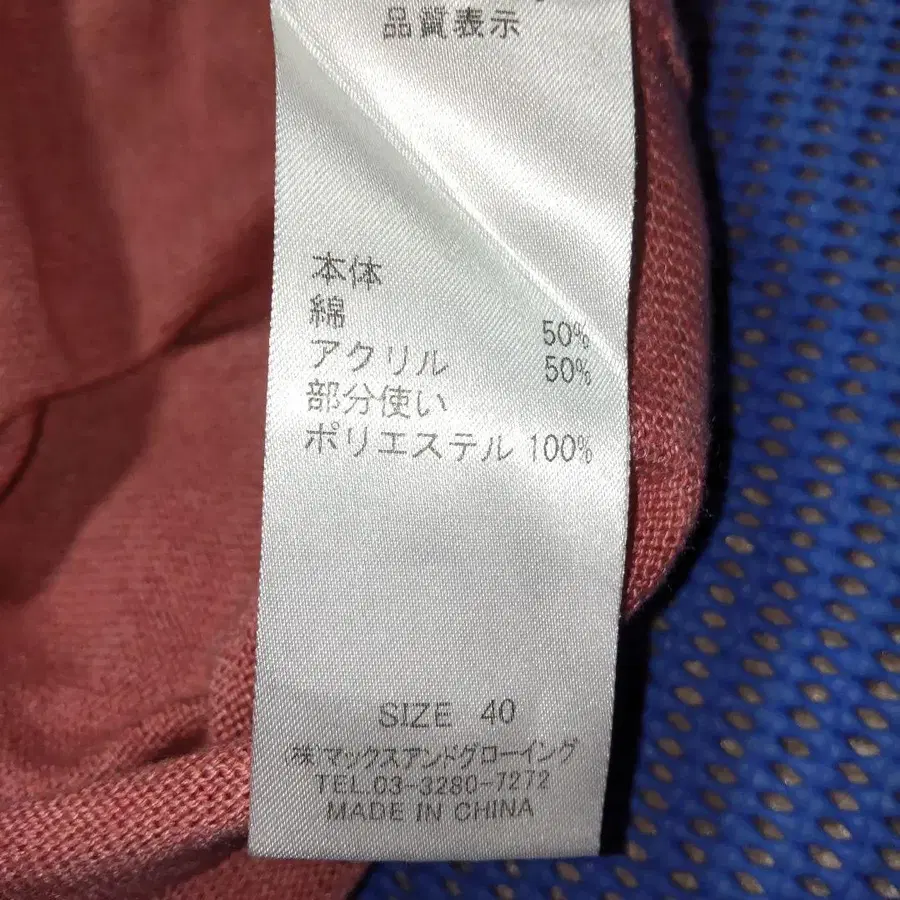 品質表示
本体
綿 50%
アクリル 50%
部分使い
ポリエステル 100%
SIZE 40
(株)マックスアンドグローイング
TEL.03-3280-7272
MADE IN CHINA